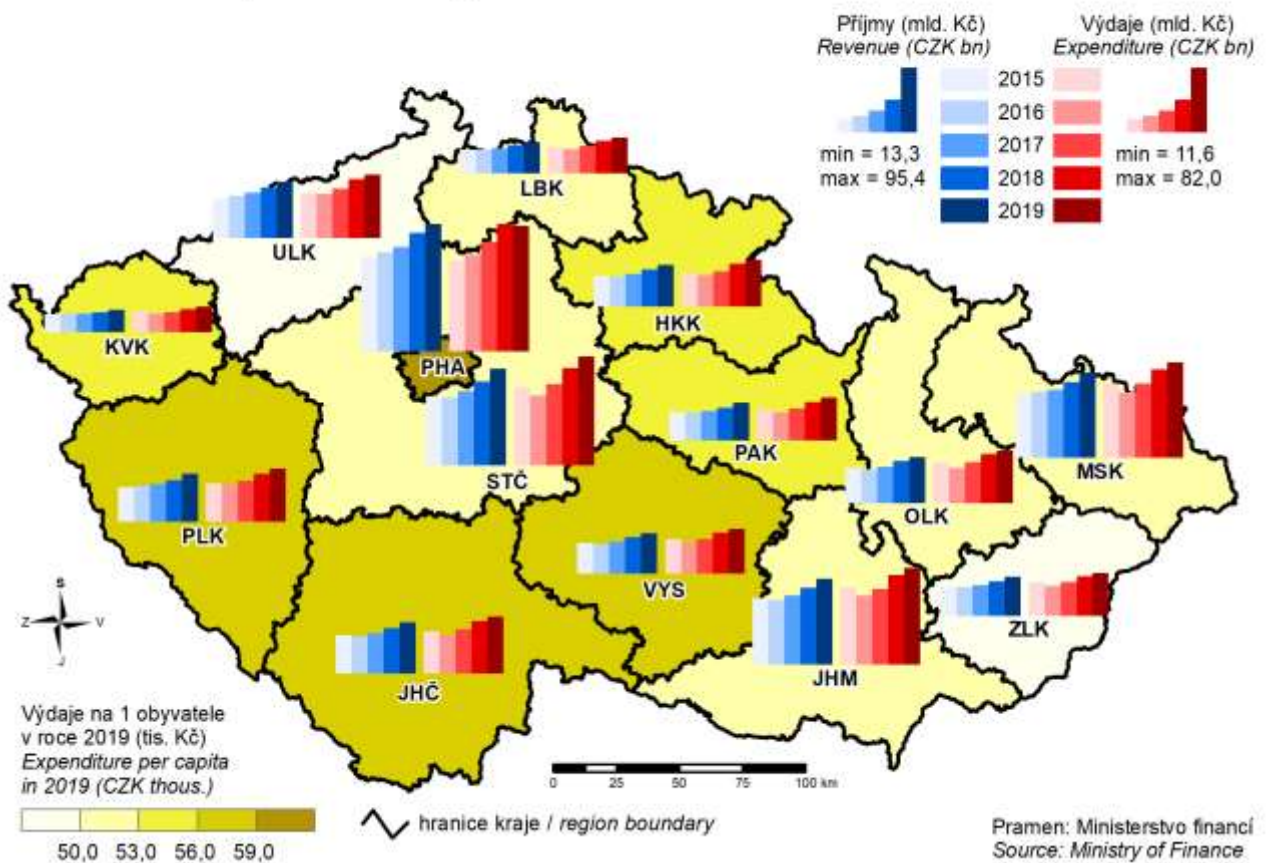 Příjmy (mld. Kč)
Revenue (CZK bn)
Výdaje (mld. Kč)
Expenditure (CZK bn)
2015
2016
2017
2018
2019
min = 13,3
max = 95,4
min = 11,6
max = 82,0
LBK
ULK
KVK
HKK
PHA
PAK
STČ
MSK
OLK
PLK
VYS
ZLK
JHM
JHČ
S
Z
V
J
Výdaje na 1 obyvatele
v roce 2019 (tis. Kč)
Expenditure per capita
in 2019 (CZK thous.)
50,0 53,0 56,0 59,0
0 25 50 75 100 km
hranice kraje / region boundary
Pramen: Ministerstvo financí
Source: Ministry of Finance